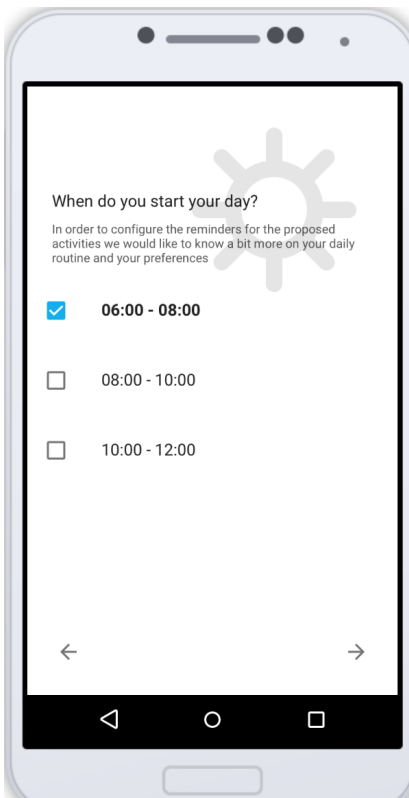 When do you start your day?
In order to configure the reminders for the proposed
activities we would like to know a bit more on your daily
routine and your preferences
06:00 - 08:00
08:00 - 10:00
10:00 - 12:00